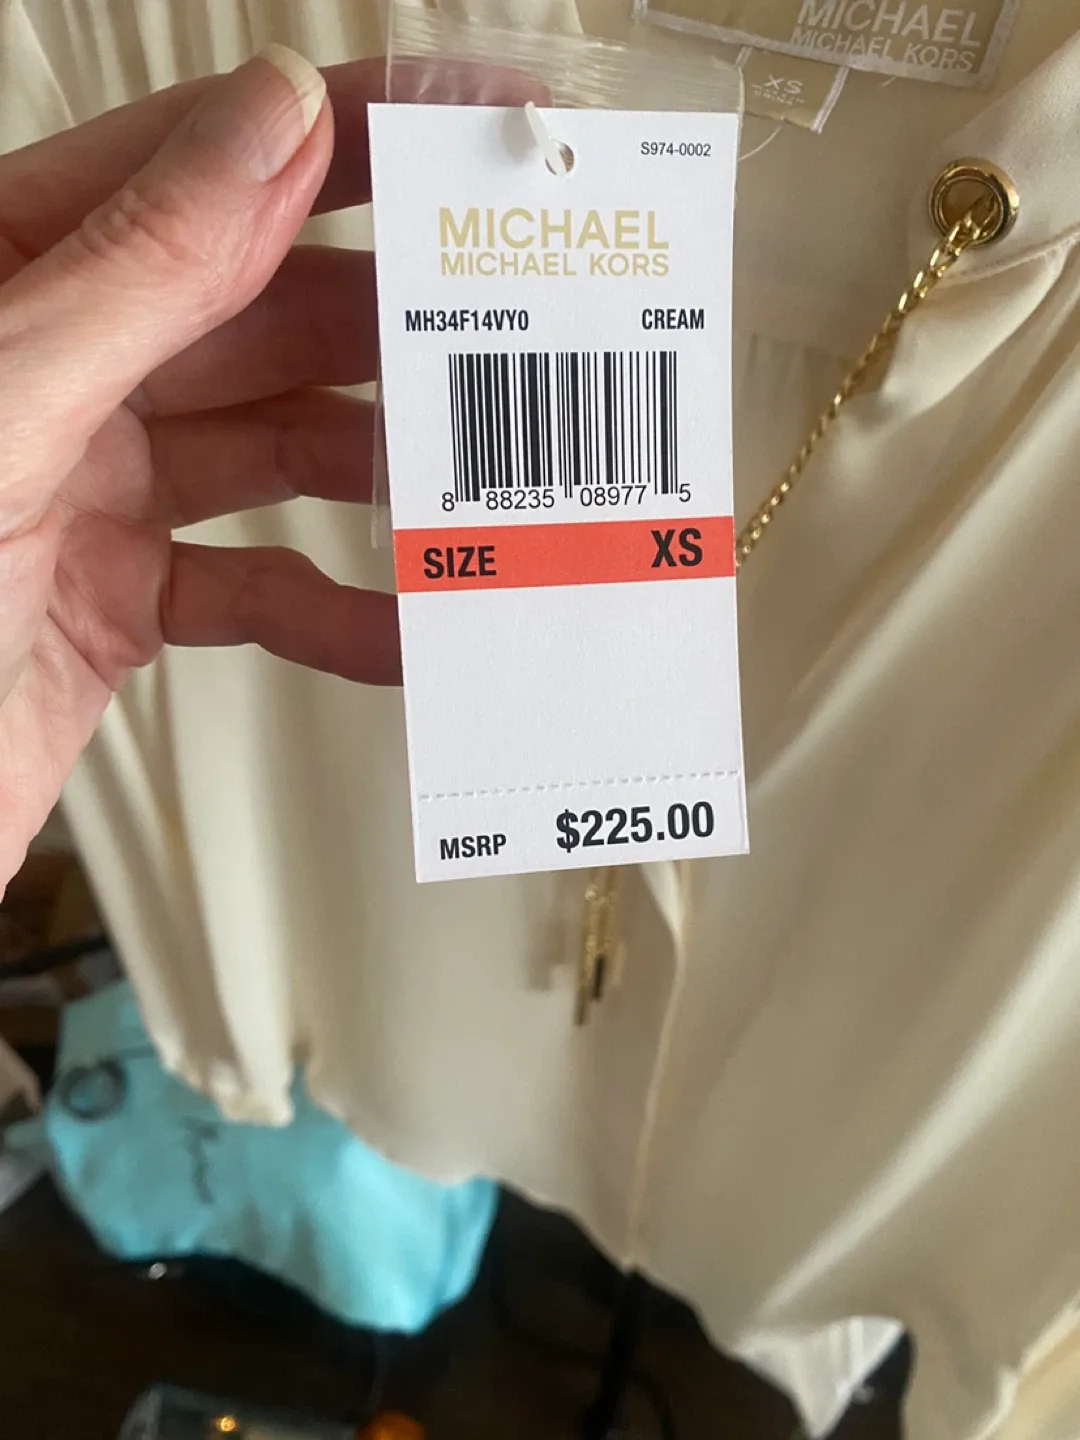 MICHAEL
MICHAEL KORS
XS
S974-0002
MICHAEL
MICHAEL KORS
MH34F14VY0 CREAM
8 88235 08977 5
SIZE XS
MSRP $225.00